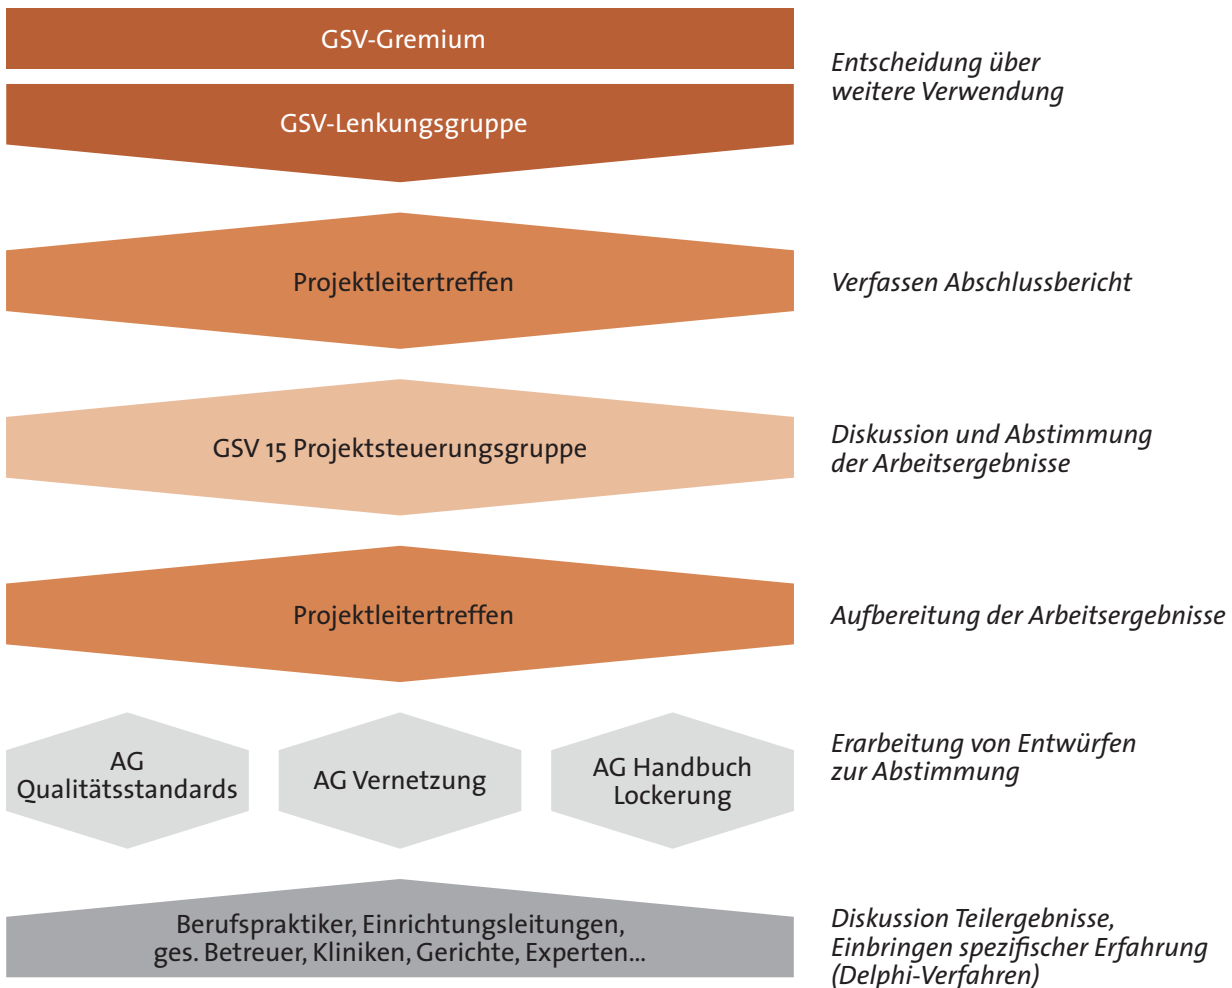 GSV-Gremium
GSV-Lenkungsgruppe
Entscheidung über
weitere Verwendung
Projektleitertreffen
Verfassen Abschlussbericht
GSV 15 Projektsteuerungsgruppe
Diskussion und Abstimmung
der Arbeitsergebnisse
Projektleitertreffen
Aufbereitung der Arbeitsergebnisse
AG
Qualitätsstandards
AG Vernetzung
AG Handbuch
Lockerung
Erarbeitung von Entwürfen
zur Abstimmung
Berufspraktiker, Einrichtungsleitungen,
ges. Betreuer, Kliniken, Gerichte, Experten...
Diskussion Teilergebnisse,
Einbringen spezifischer Erfahrung
(Delphi-Verfahren)